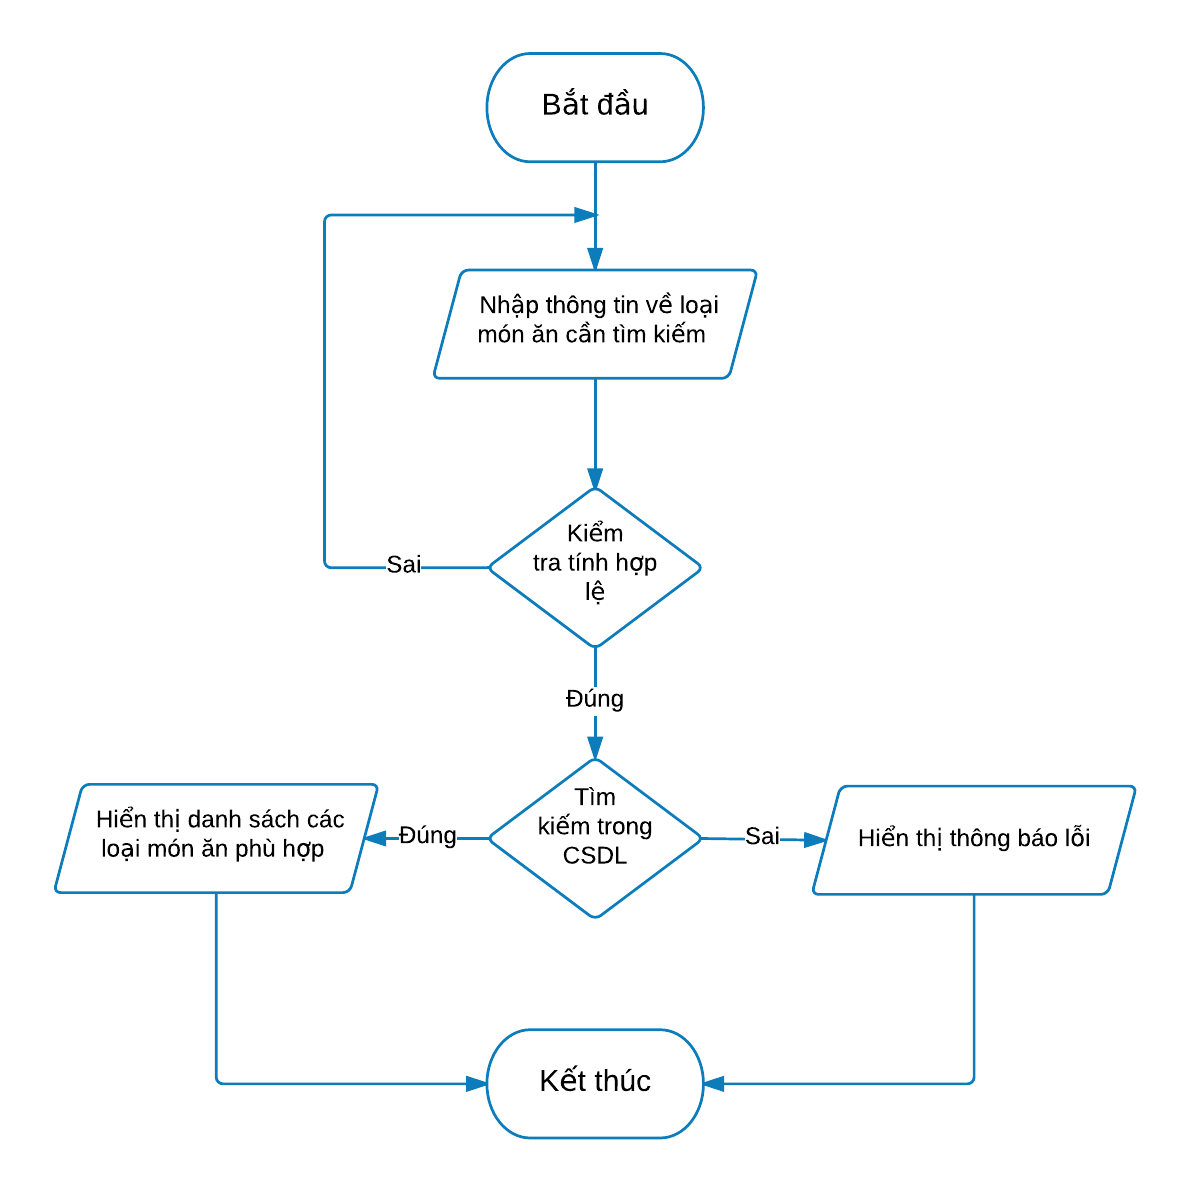 Bắt đầu
Nhập thông tin về loại
món ăn cần tìm kiếm
Kiểm
tra tính hợp
lệ
Sai
Đúng
Tìm
kiếm trong
CSDL
Đúng
Sai
Hiển thị danh sách các
loại món ăn phù hợp
Hiển thị thông báo lỗi
Kết thúc